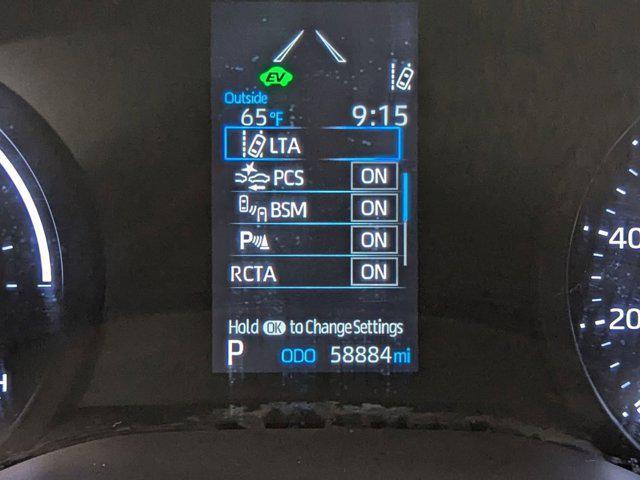 EV
Outside
65°F 9:15
LTA
PCS ON
BSM ON
P ON
RCTA ON
Hold OK to Change Settings
P ODO 58884 mi
40
20
H